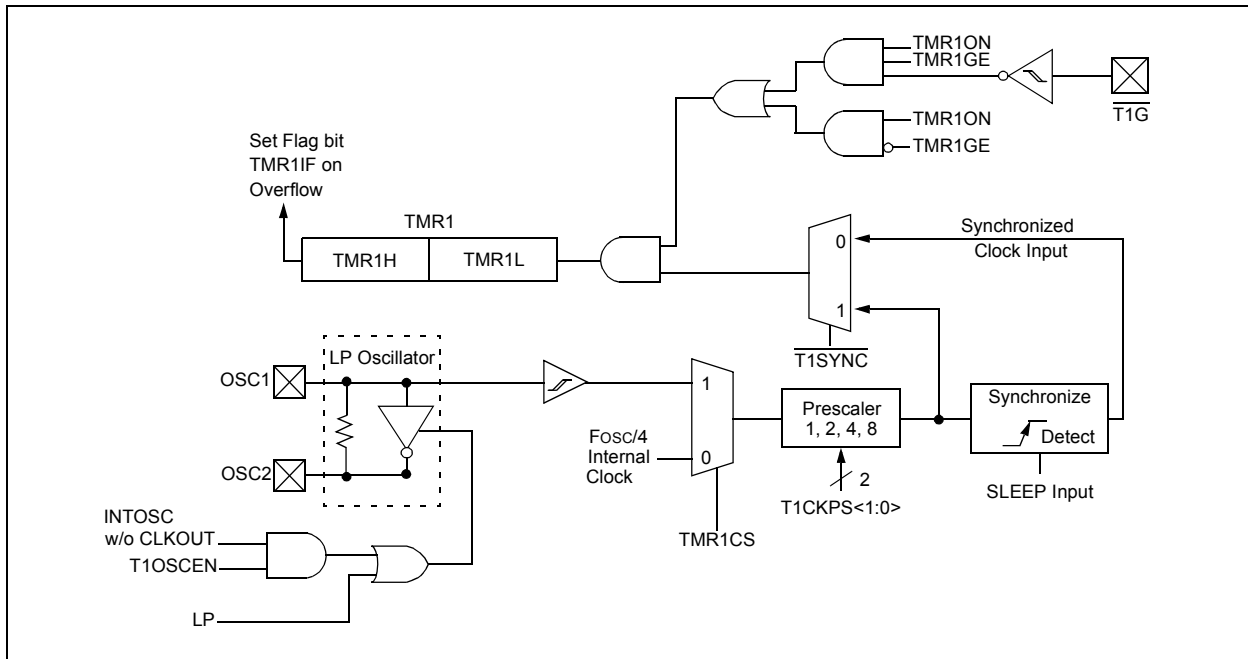 TMR1ON
TMR1GE
T1G
TMR1ON
TMR1GE
Set Flag bit
TMR1IF on
Overflow
TMR1
TMR1H
TMR1L
0
1
Synchronized
Clock Input
T1SYNC
LP Oscillator
OSC1
OSC2
1
0
FOSC/4
Internal
Clock
TMR1CS
Prescaler
1, 2, 4, 8
2
T1CKPS<1:0>
Synchronize
Detect
SLEEP Input
INTOSC
w/o CLKOUT
T1OSCEN
LP